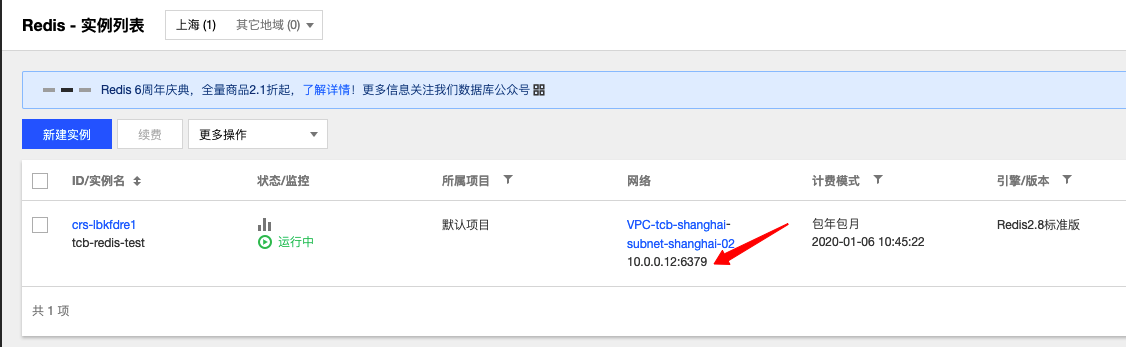 Redis - 实例列表
上海 (1) 其它地域 (0)
Redis 6周年庆典，全量商品2.1折起，了解详情！更多信息关注我们数据库公众号
新建实例 续费 更多操作
ID/实例名 状态/监控 所属项目 网络 计费模式 引擎/版本
crs-lbkfdre1 默认项目 VPC-tcb-shanghai- 包年包月 Redis2.8标准版
tcb-redis-test 运行中 subnet-shanghai-02 2020-01-06 10:45:22
10.0.0.12:6379
共 1 项